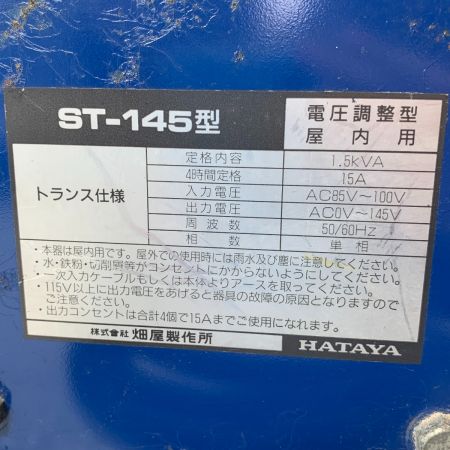 ST-145型
電圧調整型
屋内用
トランス仕様
定格内容 1.5kVA
4時間定格 15A
入力電圧 AC85V～100V
出力電圧 AC0V～145V
周波数 50/60Hz
相数 単相
・本器は屋内用です。屋外での使用時には雨水及び塵に注意してください。
・水・鉄粉・切削屑等がコンセントにかからないようにしてください。
・一次入力ケーブルもしくは本体よりアースを取ってください。
・115V以上に出力電圧をあげると器具の故障の原因となりますので
ご注意ください。
・出力コンセントは合計4個で15Aまでご使用になれます。
株式会社 畑屋製作所
HATAYA